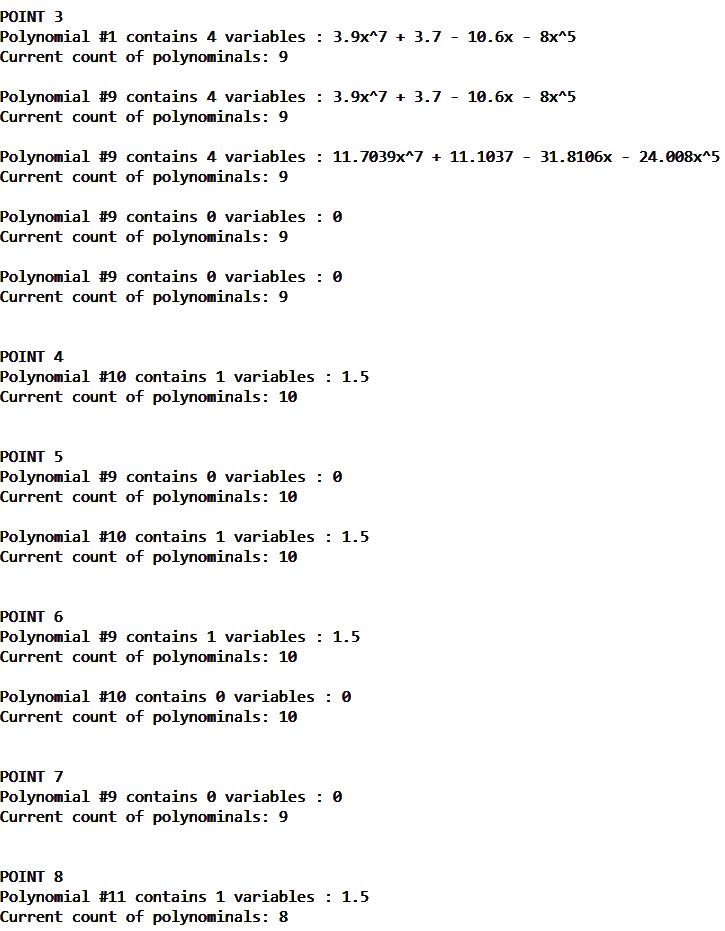 POINT 3
Polynomial #1 contains 4 variables : 3.9x^7 + 3.7 - 10.6x - 8x^5
Current count of polynominals: 9
Polynomial #9 contains 4 variables : 3.9x^7 + 3.7 - 10.6x - 8x^5
Current count of polynominals: 9
Polynomial #9 contains 4 variables : 11.7039x^7 + 11.1037 - 31.8106x - 24.008x^5
Current count of polynominals: 9
Polynomial #9 contains 0 variables : 0
Current count of polynominals: 9
Polynomial #9 contains 0 variables : 0
Current count of polynominals: 9
POINT 4
Polynomial #10 contains 1 variables : 1.5
Current count of polynominals: 10
POINT 5
Polynomial #9 contains 0 variables : 0
Current count of polynominals: 10
Polynomial #10 contains 1 variables : 1.5
Current count of polynominals: 10
POINT 6
Polynomial #9 contains 1 variables : 1.5
Current count of polynominals: 10
Polynomial #10 contains 0 variables : 0
Current count of polynominals: 10
POINT 7
Polynomial #9 contains 0 variables : 0
Current count of polynominals: 9
POINT 8
Polynomial #11 contains 1 variables : 1.5
Current count of polynominals: 8